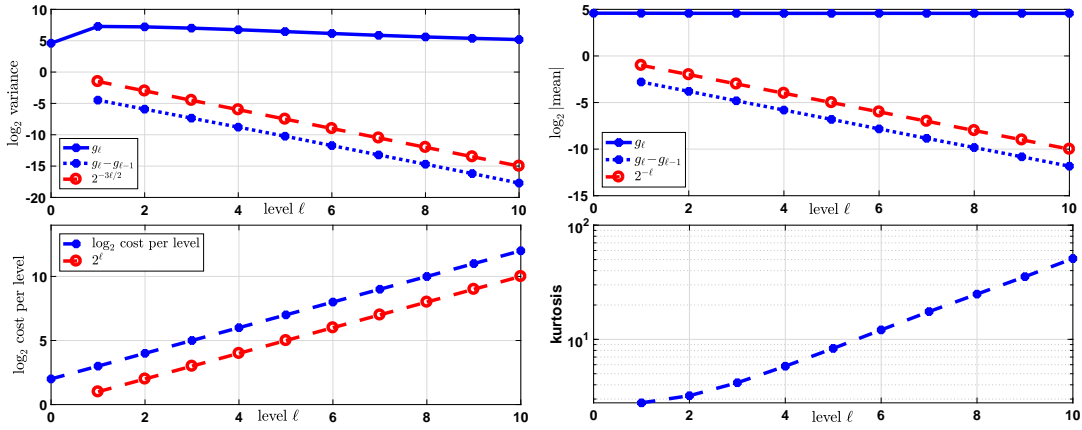 10
5
0
-5
-10
-15
-20
log₂ variance
g_ℓ
g_ℓ−g_{ℓ−1}
2^{−3ℓ/2}
0 2 4 6 8 10
level ℓ
5
0
-5
-10
-15
log₂ |mean|
g_ℓ
g_ℓ−g_{ℓ−1}
2^{−ℓ}
0 2 4 6 8 10
level ℓ
10
5
0
log₂ cost per level
log₂ cost per level
2^ℓ
0 2 4 6 8 10
level ℓ
10²
10¹
kurtosis
0 2 4 6 8 10
level ℓ